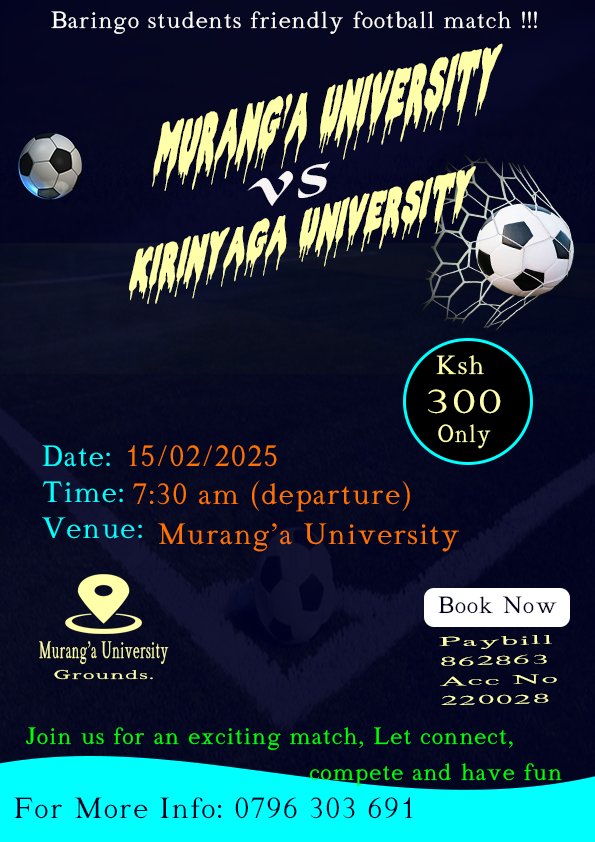 Baringo students friendly football match !!!
MURANG'A UNIVERSITY
vs
KIRINYAGA UNIVERSITY
Ksh
300
Only
Date: 15/02/2025
Time: 7:30 am (departure)
Venue: Murang'a University
Murang'a University
Grounds.
Book Now
Paybill
862863
Acc No
220028
Join us for an exciting match, Let connect,
compete and have fun
For More Info: 0796 303 691